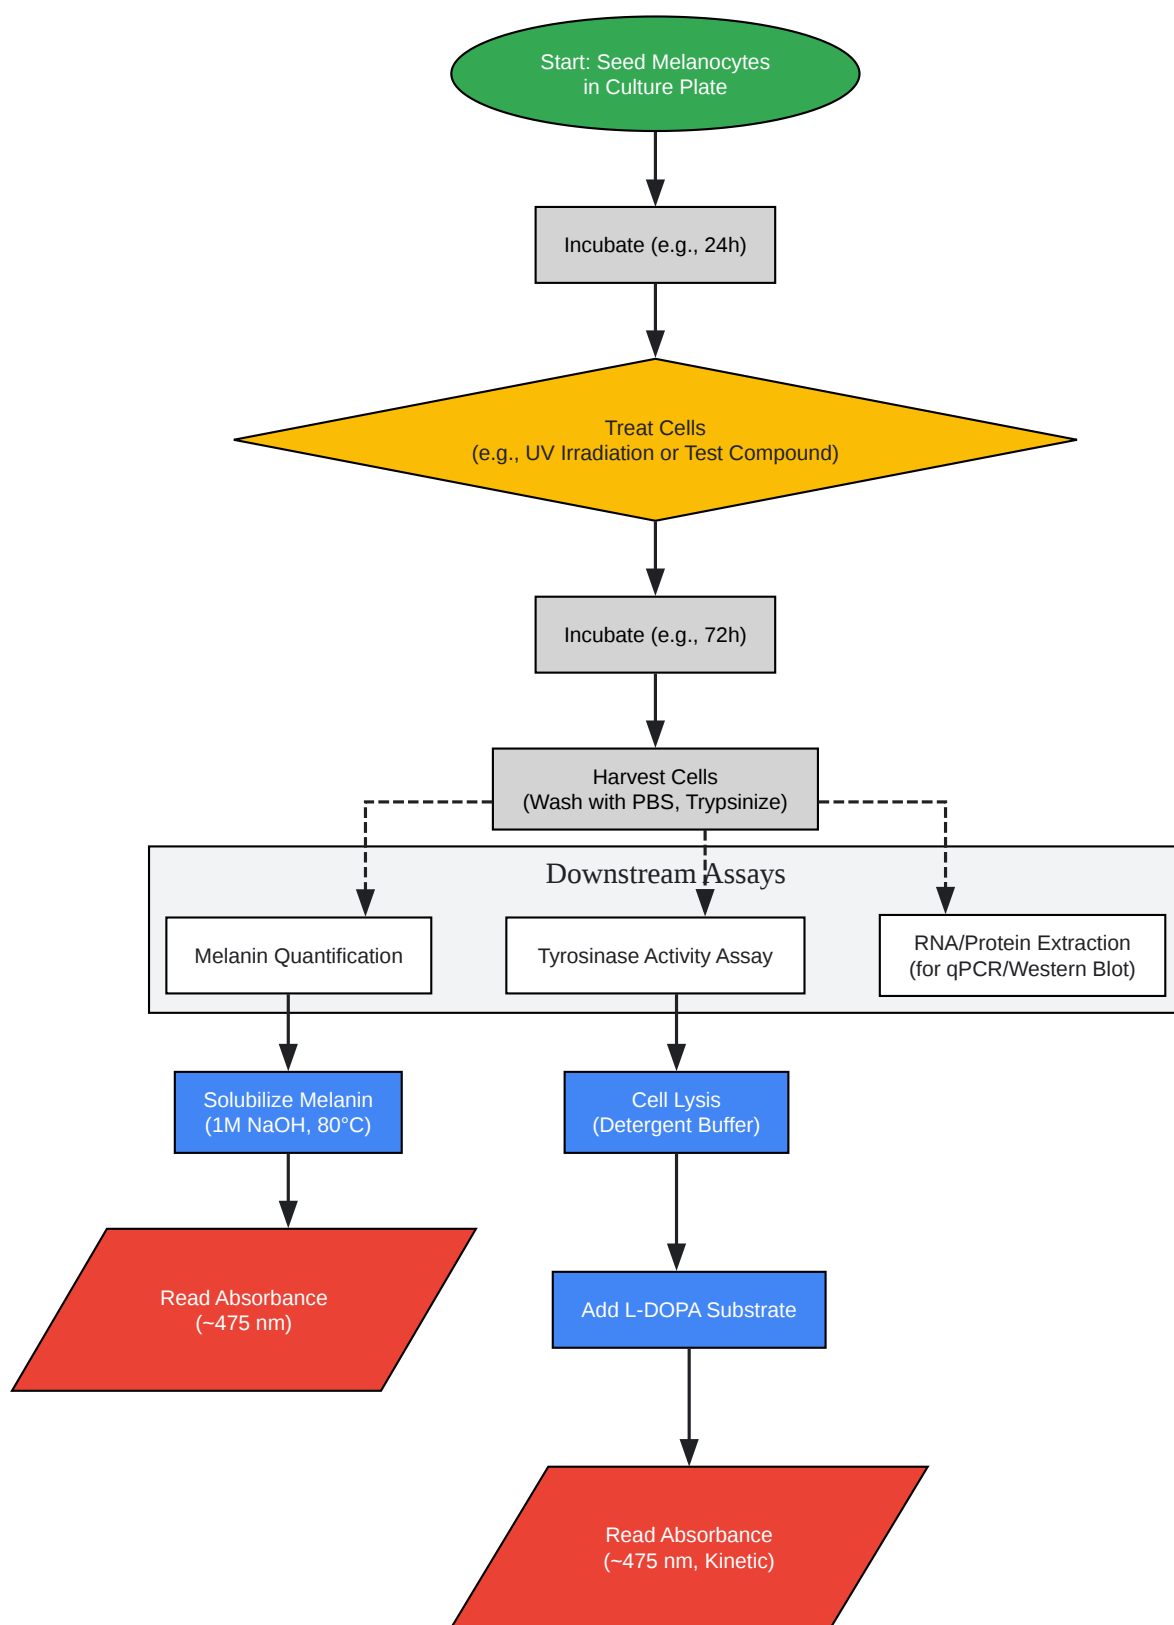 Start: Seed Melanocytes
in Culture Plate
Incubate (e.g., 24h)
Treat Cells
(e.g., UV Irradiation or Test Compound)
Incubate (e.g., 72h)
Harvest Cells
(Wash with PBS, Trypsinize)
Downstream Assays
Melanin Quantification
Tyrosinase Activity Assay
RNA/Protein Extraction
(for qPCR/Western Blot)
Solubilize Melanin
(1M NaOH, 80°C)
Cell Lysis
(Detergent Buffer)
Read Absorbance
(~475 nm)
Add L-DOPA Substrate
Read Absorbance
(~475 nm, Kinetic)